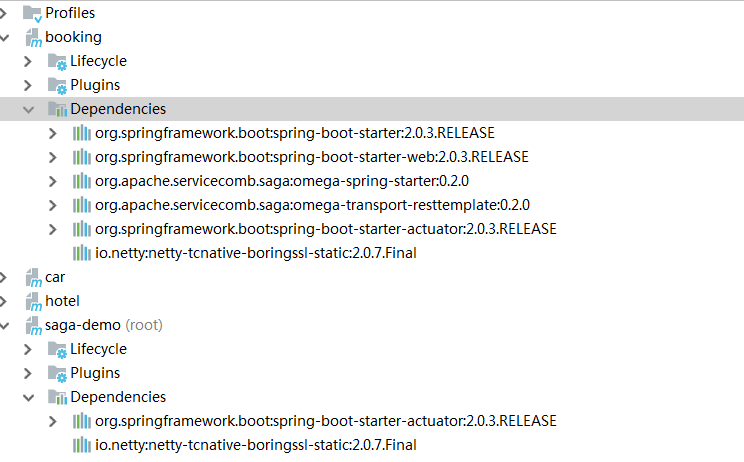 Profiles
booking
Lifecycle
Plugins
Dependencies
org.springframework.boot:spring-boot-starter:2.0.3.RELEASE
org.springframework.boot:spring-boot-starter-web:2.0.3.RELEASE
org.apache.servicecomb.saga:omega-spring-starter:0.2.0
org.apache.servicecomb.saga:omega-transport-resttemplate:0.2.0
org.springframework.boot:spring-boot-starter-actuator:2.0.3.RELEASE
io.netty:netty-tcnative-boringssl-static:2.0.7.Final
car
hotel
saga-demo (root)
Lifecycle
Plugins
Dependencies
org.springframework.boot:spring-boot-starter-actuator:2.0.3.RELEASE
io.netty:netty-tcnative-boringssl-static:2.0.7.Final